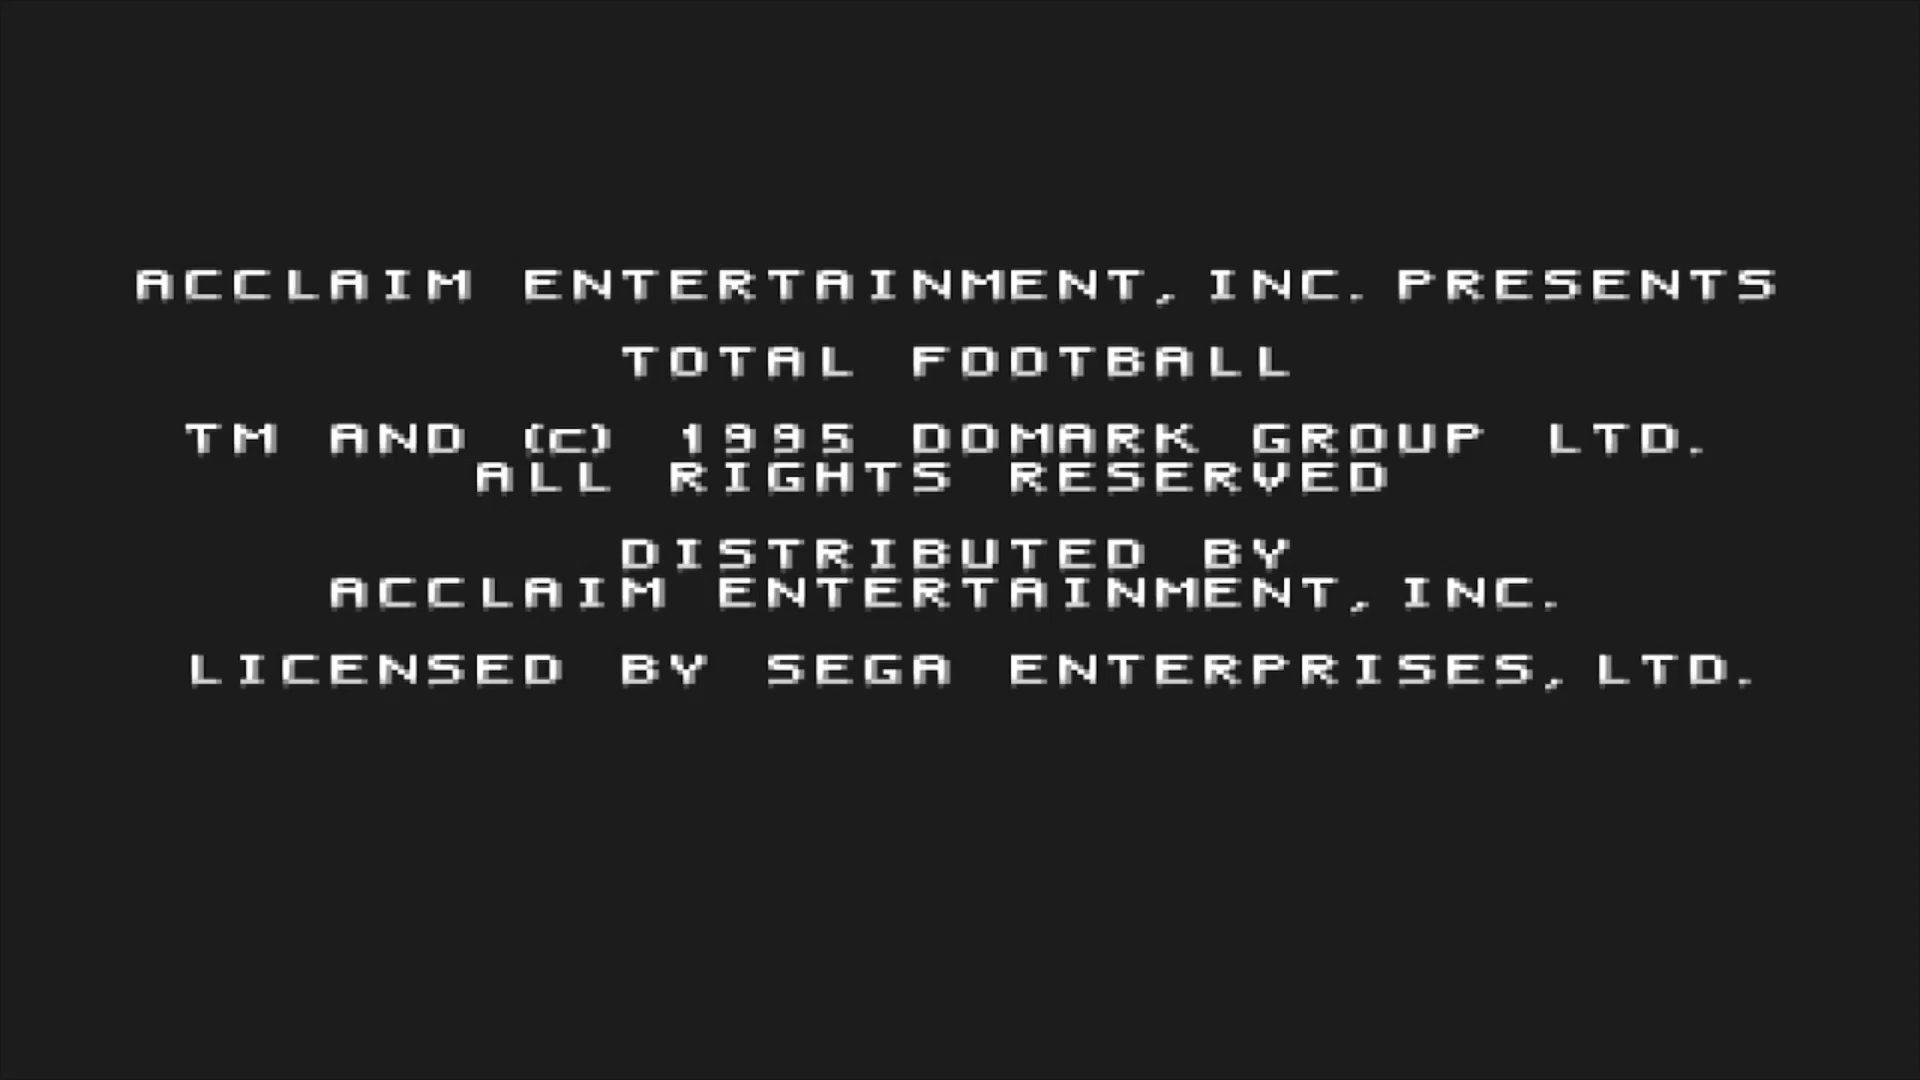 ACCLAIM ENTERTAINMENT, INC. PRESENTS
TOTAL FOOTBALL
TM AND (C) 1995 DOMARK GROUP LTD.
ALL RIGHTS RESERVED
DISTRIBUTED BY
ACCLAIM ENTERTAINMENT, INC.
LICENSED BY SEGA ENTERPRISES, LTD.